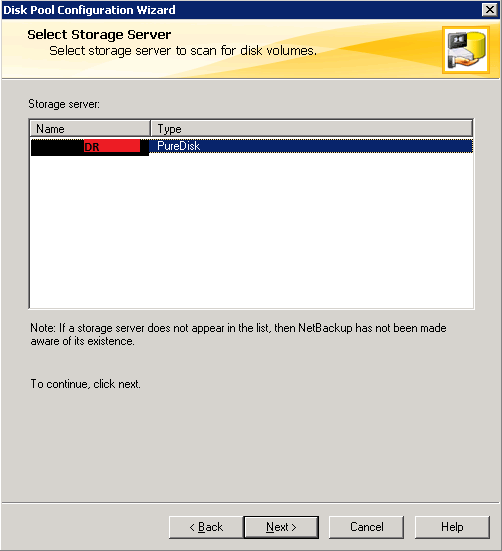 Disk Pool Configuration Wizard
Select Storage Server
Select storage server to scan for disk volumes.
Storage server:
Name Type
DR PureDisk
Note: If a storage server does not appear in the list, then NetBackup has not been made
aware of its existence.
To continue, click next.
< Back Next > Cancel Help